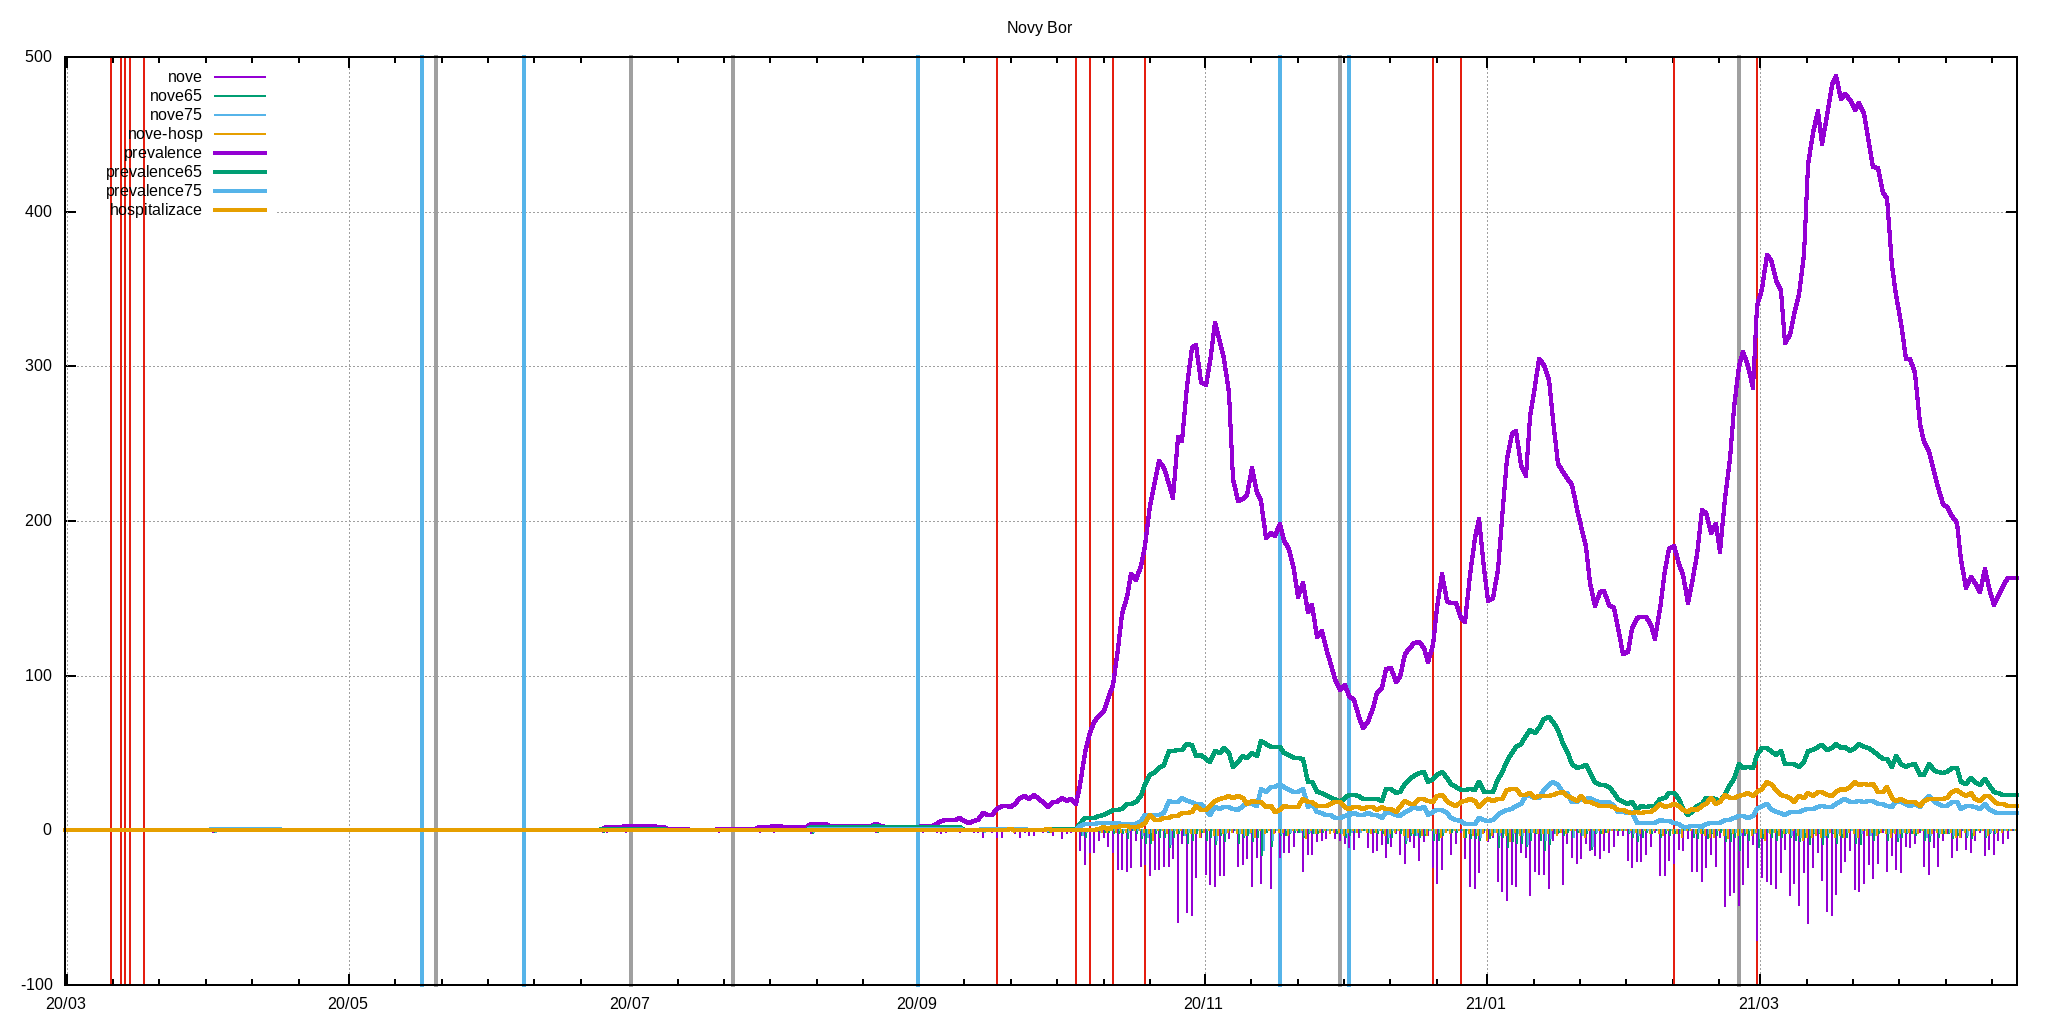 Novy Bor
500
400
300
200
100
0
-100
nove
nove65
nove75
nove-hosp
prevalence
prevalence65
prevalence75
hospitalizace
20/03 20/05 20/07 20/09 20/11 21/01 21/03